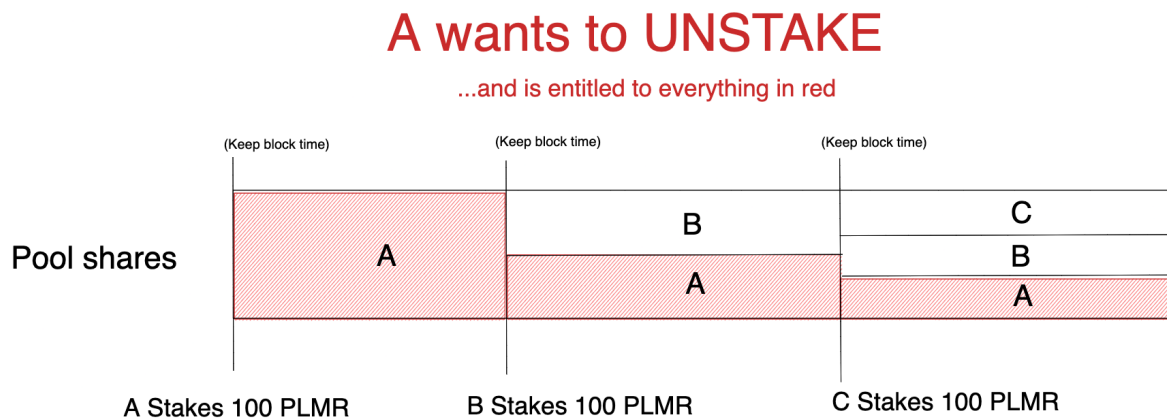 A wants to UNSTAKE
...and is entitled to everything in red
(Keep block time)
(Keep block time)
(Keep block time)
Pool shares
A
B
A
C
B
A
A Stakes 100 PLMR
B Stakes 100 PLMR
C Stakes 100 PLMR